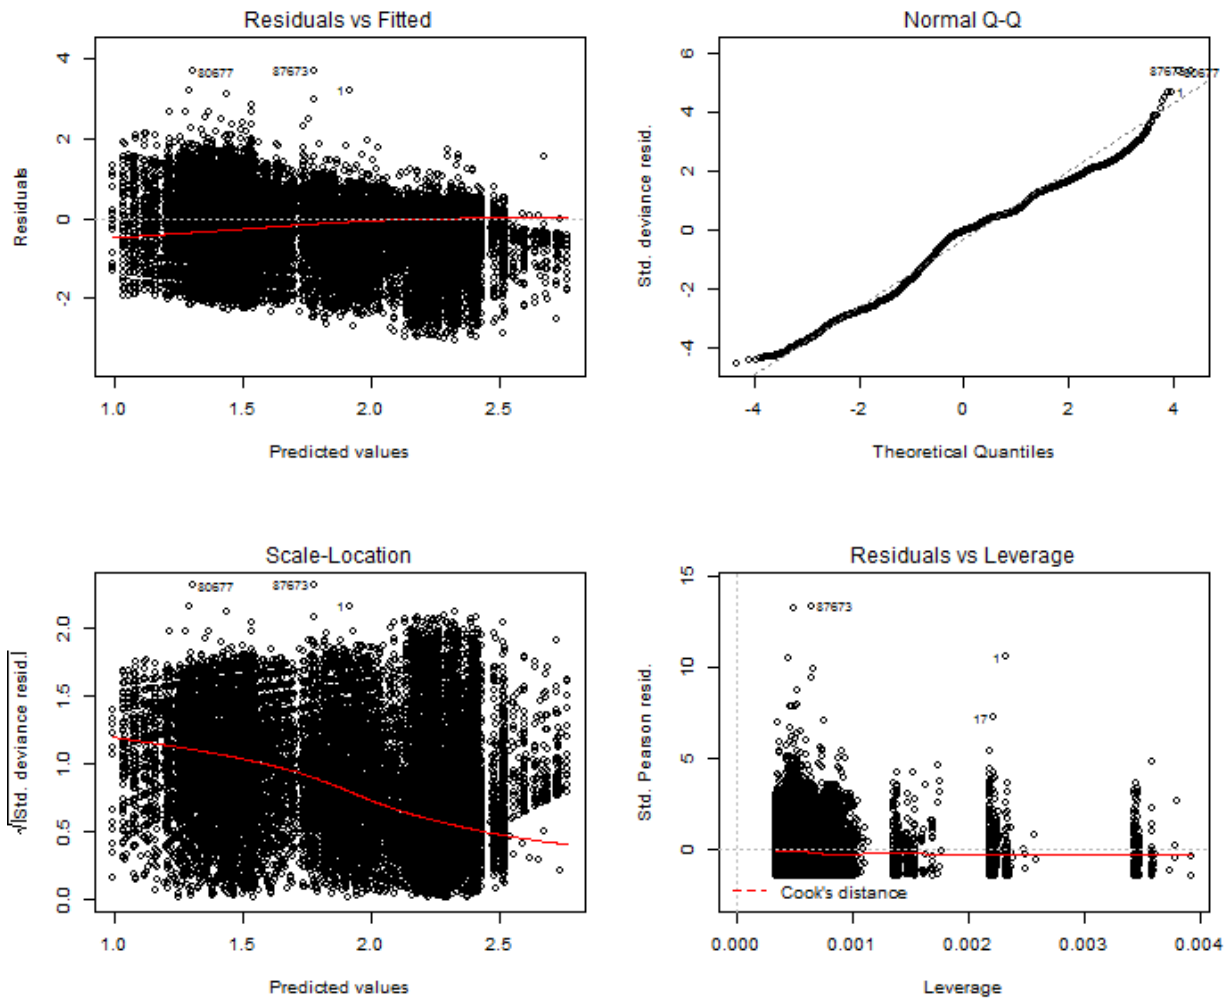 Residuals vs Fitted
4
2
0
-2
Residuals
80677
87673
1
1.0 1.5 2.0 2.5
Predicted values
Normal Q-Q
6
4
2
0
-2
-4
Std. deviance resid.
87673
80677
1
-4 -2 0 2 4
Theoretical Quantiles
Scale-Location
2.0
1.5
1.0
0.5
0.0
√|Std. deviance resid.|
80677
87673
1
1.0 1.5 2.0 2.5
Predicted values
Residuals vs Leverage
15
10
5
0
Std. Pearson resid.
87673
1
17
Cook's distance
0.000 0.001 0.002 0.003 0.004
Leverage